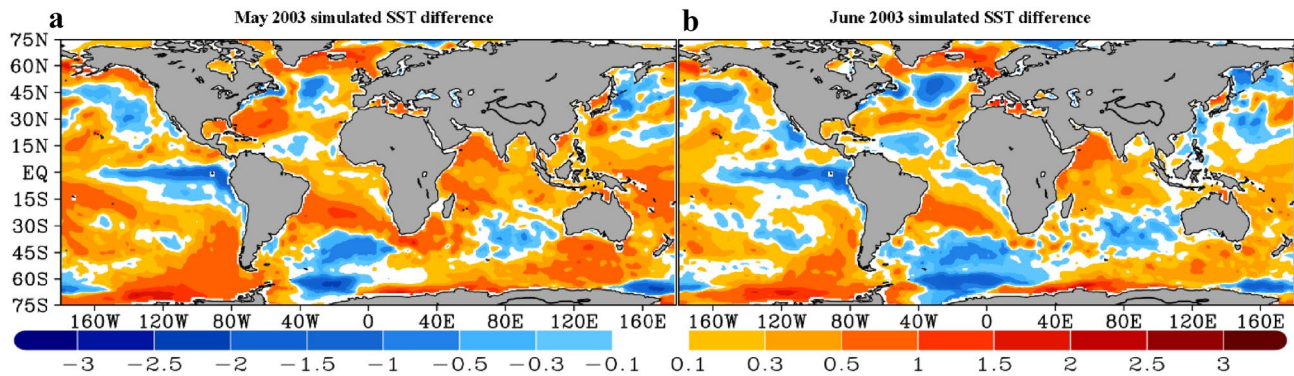 a May 2003 simulated SST difference b June 2003 simulated SST difference
75N
60N
45N
30N
15N
EQ
15S
30S
45S
60S
75S
160W 120W 80W 40W 0 40E 80E 120E 160E 160W 120W 80W 40W 0 40E 80E 120E 160E
−3 −2.5 −2 −1.5 −1 −0.5 −0.3 −0.1 0.1 0.3 0.5 1 1.5 2 2.5 3